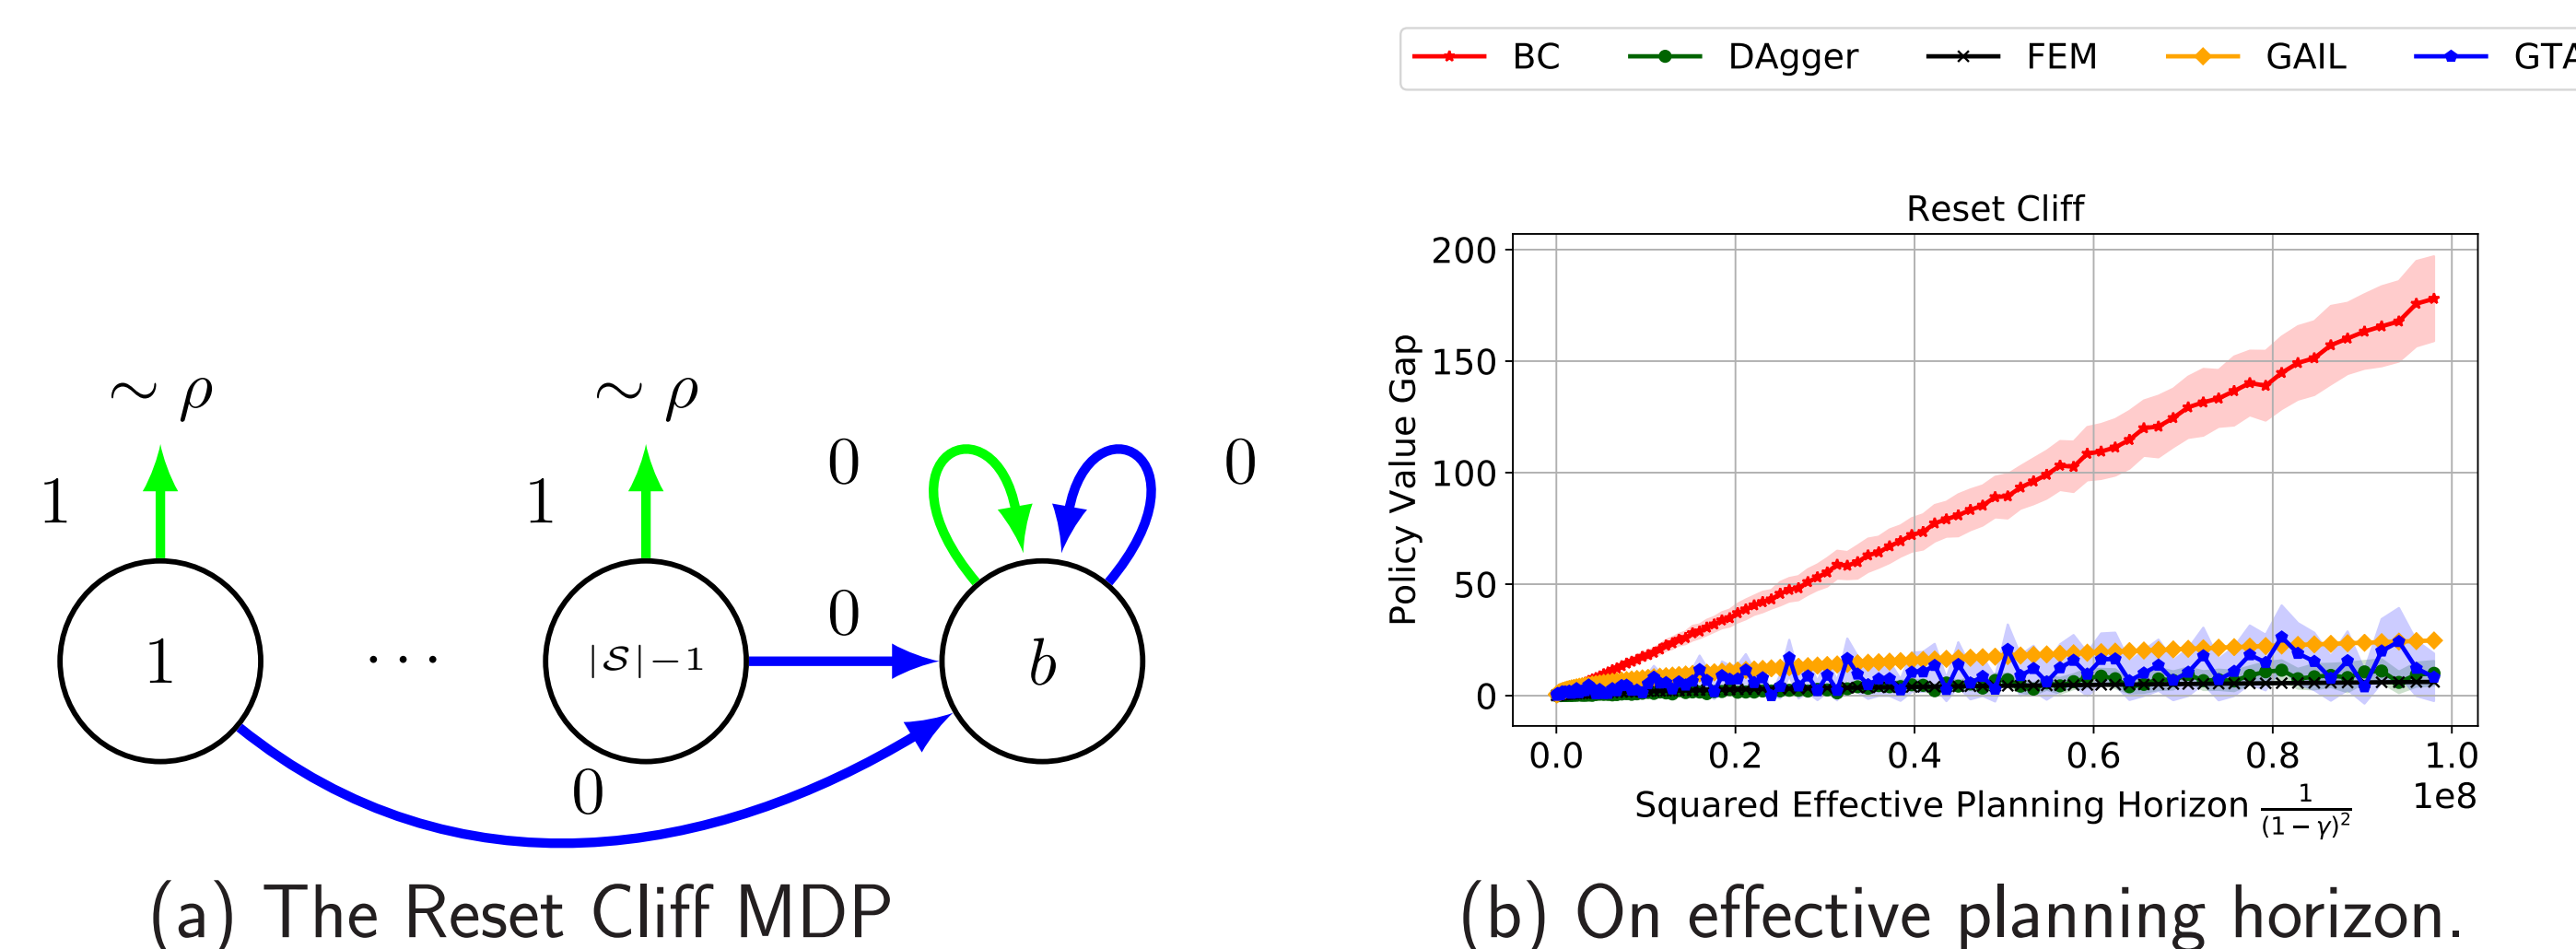 BC DAgger FEM GAIL GTA
∼ρ ∼ρ
1 1 0 0
1 ··· |S|−1 0 b
0
(a) The Reset Cliff MDP
Reset Cliff
Policy Value Gap
200
150
100
50
0
0.0 0.2 0.4 0.6 0.8 1.0
1e8
Squared Effective Planning Horizon 1/(1 − γ)²
(b) On effective planning horizon.